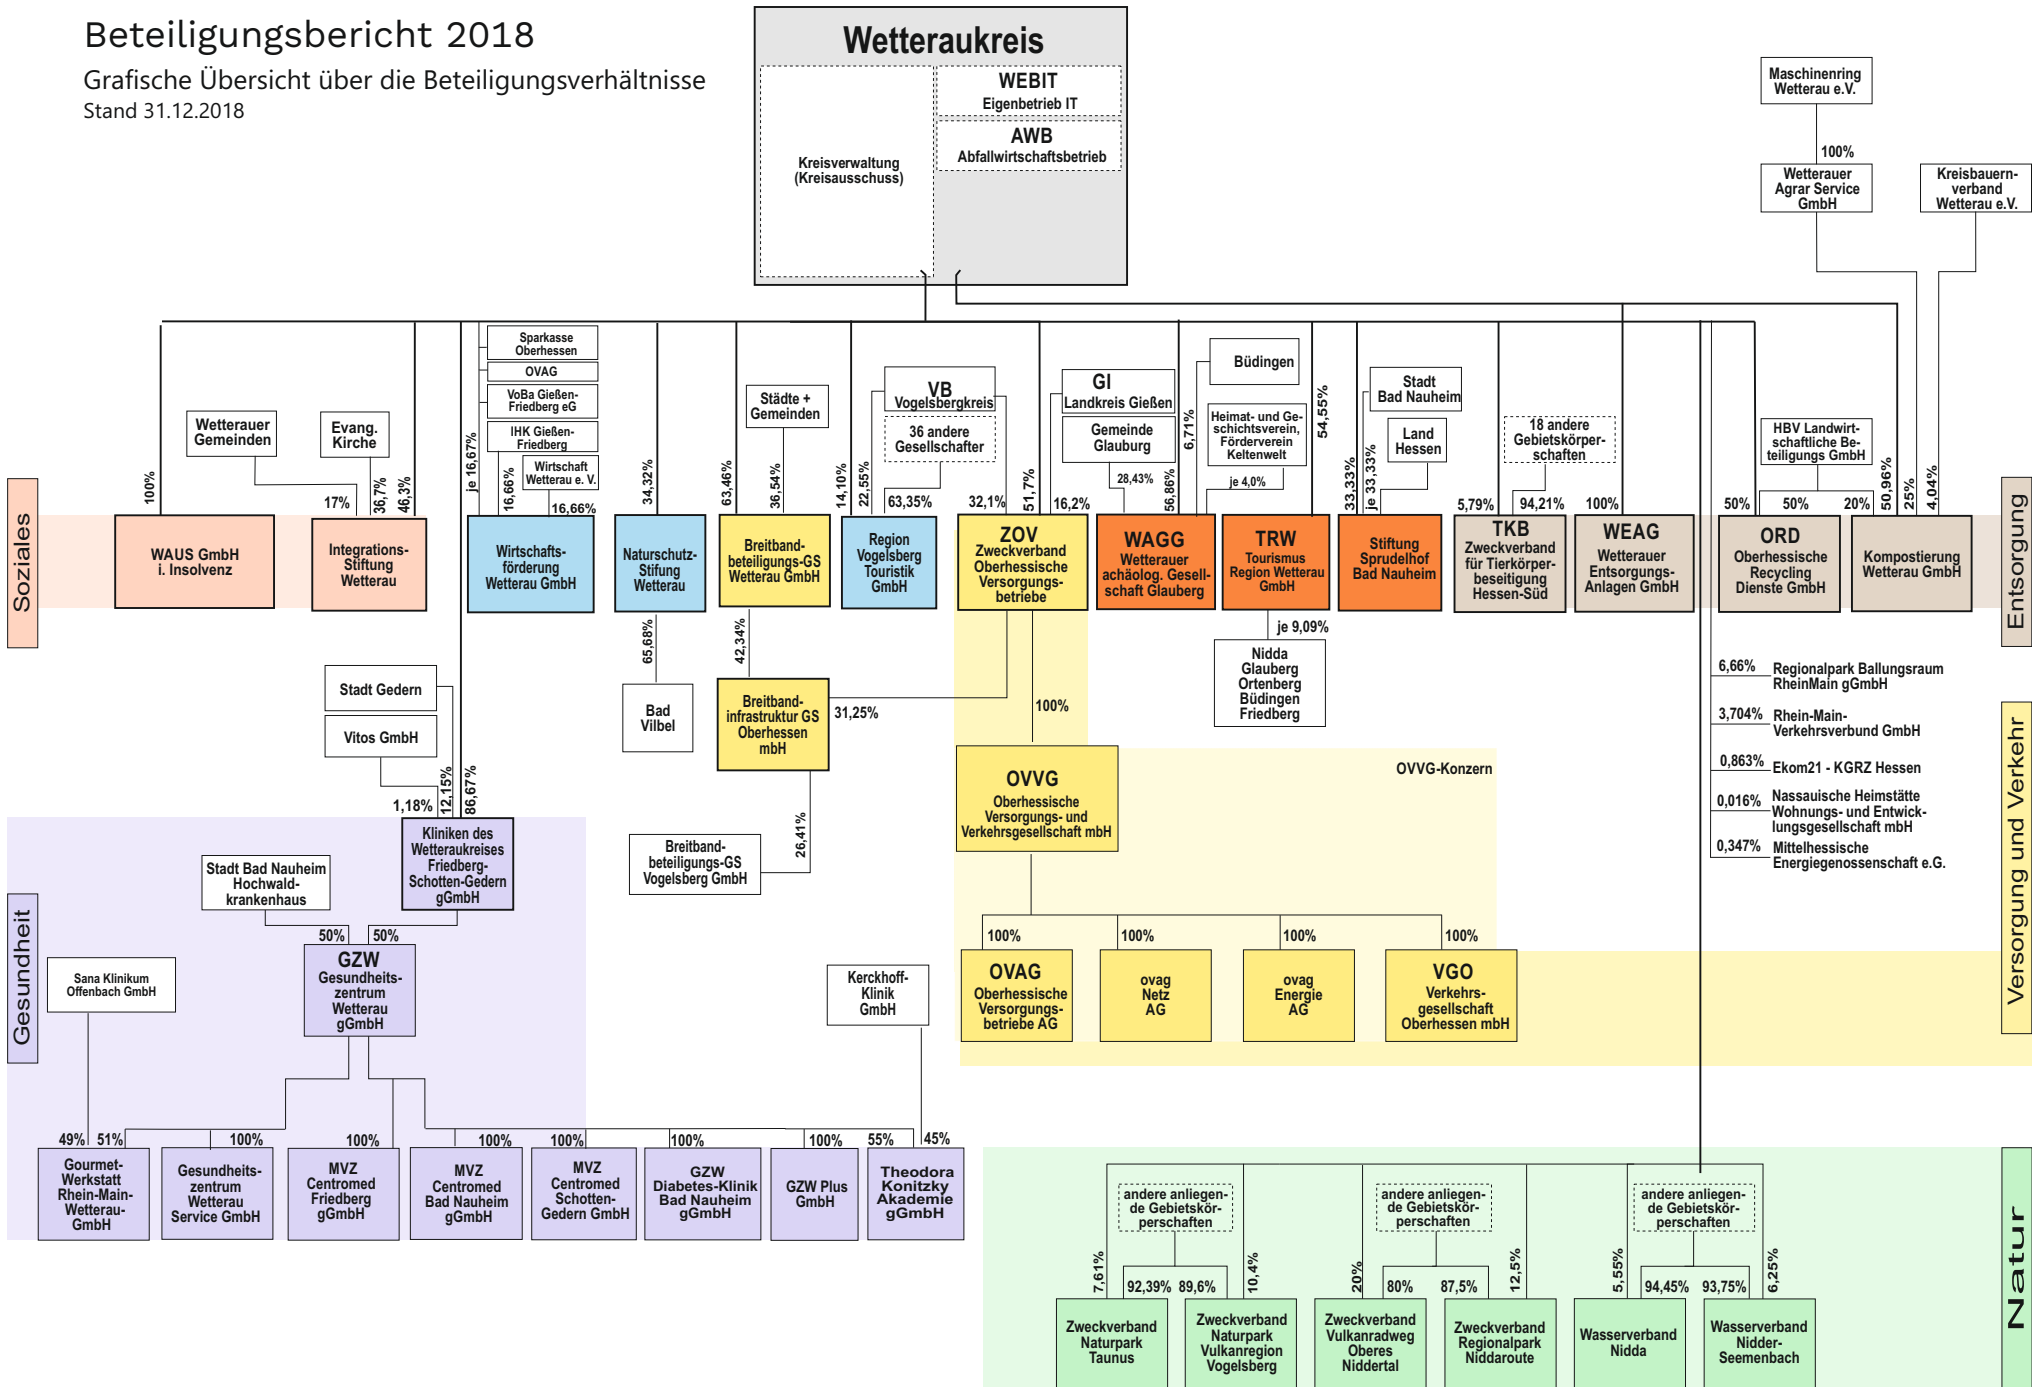 Beteiligungsbericht 2018
Grafische Übersicht über die Beteiligungsverhältnisse
Stand 31.12.2018
Wetteraukreis
Kreisverwaltung
(Kreisausschuss)
WEBIT
Eigenbetrieb IT
AWB
Abfallwirtschaftsbetrieb
Maschinenring
Wetterau e.V.
100%
Wetterauer
Agrar Service
GmbH
Kreisbauern-
verband
Wetterau e.V.
Sparkasse
Oberhessen
OVAG
VoBa Gießen-
Friedberg eG
IHK Gießen-
Friedberg
Wirtschaft
Wetterau e. V.
Wetterauer
Gemeinden
Evang.
Kirche
Städte +
Gemeinden
VB
Vogelsbergkreis
36 andere
Gesellschafter
GI
Landkreis Gießen
Gemeinde
Glauburg
Büdingen
Heimat- und Ge-
schichtsverein,
Förderverein
Keltenwelt
Stadt
Bad Nauheim
Land
Hessen
18 andere
Gebietskörper-
schaften
HBV Landwirt-
schaftliche Be-
teiligungs GmbH
100%
17%
36,7%
46,3%
je 16,67%
16,66%
16,66%
34,32%
63,46%
36,54%
14,10%
22,55%
63,35%
32,1%
51,7%
16,2%
28,43%
56,86%
6,71%
je 4,0%
54,55%
33,33%
je 33,33%
5,79%
94,21%
100%
50%
50%
20%
50,96%
25%
4,04%
Soziales
WAUS GmbH
i. Insolvenz
Integrations-
Stiftung
Wetterau
Wirtschafts-
förderung
Wetterau GmbH
Naturschutz-
Stifung
Wetterau
Breitband-
beteiligungs-GS
Wetterau GmbH
Region
Vogelsberg
Touristik
GmbH
ZOV
Zweckverband
Oberhessische
Versorgungs-
betriebe
WAGG
Wetterauer
achäolog. Gesell-
schaft Glauberg
TRW
Tourismus
Region Wetterau
GmbH
Stiftung
Sprudelhof
Bad Nauheim
TKB
Zweckverband
für Tierkörper-
beseitigung
Hessen-Süd
WEAG
Wetterauer
Entsorgungs-
Anlagen GmbH
ORD
Oberhessische
Recycling
Dienste GmbH
Kompostierung
Wetterau GmbH
Entsorgung
65,68%
42,34%
je 9,09%
Stadt Gedern
Vitos GmbH
Bad
Vilbel
Breitband-
infrastruktur GS
Oberhessen
mbH
31,25%
100%
Nidda
Glauberg
Ortenberg
Büdingen
Friedberg
6,66%
Regionalpark Ballungsraum
RheinMain gGmbH
3,704%
Rhein-Main-
Verkehrsverbund GmbH
0,863%
Ekom21 - KGRZ Hessen
0,016%
Nassauische Heimstätte
Wohnungs- und Entwick-
lungsgesellschaft mbH
0,347%
Mittelhessische
Energiegenossenschaft e.G.
Versorgung und Verkehr
1,18%
12,15%
86,67%
26,41%
OVVG
Oberhessische
Versorgungs- und
Verkehrsgesellschaft mbH
OVVG-Konzern
Kliniken des
Wetteraukreises
Friedberg-
Schotten-Gedern
gGmbH
Stadt Bad Nauheim
Hochwald-
krankenhaus
Breitband-
beteiligungs-GS
Vogelsberg GmbH
Gesundheit
50%
50%
GZW
Gesundheits-
zentrum
Wetterau
gGmbH
Sana Klinikum
Offenbach GmbH
Kerckhoff-
Klinik
GmbH
100%
100%
100%
100%
OVAG
Oberhessische
Versorgungs-
betriebe AG
ovag
Netz
AG
ovag
Energie
AG
VGO
Verkehrs-
gesellschaft
Oberhessen mbH
49%
51%
100%
100%
100%
100%
100%
100%
55%
45%
Gourmet-
Werkstatt
Rhein-Main-
Wetterau-
GmbH
Gesundheits-
zentrum
Wetterau
Service GmbH
MVZ
Centromed
Friedberg
gGmbH
MVZ
Centromed
Bad Nauheim
gGmbH
MVZ
Centromed
Schotten-
Gedern GmbH
GZW
Diabetes-Klinik
Bad Nauheim
gGmbH
GZW Plus
GmbH
Theodora
Konitzky
Akademie
gGmbH
andere anliegen-
de Gebietskör-
perschaften
andere anliegen-
de Gebietskör-
perschaften
andere anliegen-
de Gebietskör-
perschaften
7,61%
92,39%
89,6%
10,4%
20%
80%
87,5%
12,5%
5,55%
94,45%
93,75%
6,25%
Zweckverband
Naturpark
Taunus
Zweckverband
Naturpark
Vulkanregion
Vogelsberg
Zweckverband
Vulkanradweg
Oberes
Niddertal
Zweckverband
Regionalpark
Niddaroute
Wasserverband
Nidda
Wasserverband
Nidder-
Seemenbach
Natur